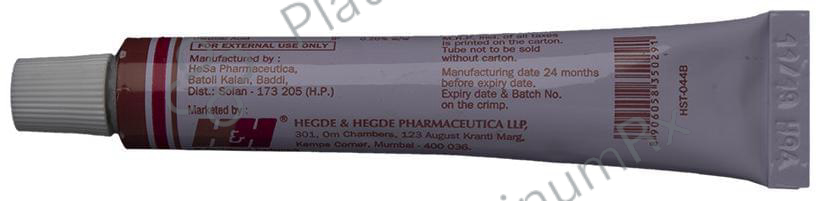 FOR EXTERNAL USE ONLY
Manufactured by :
HeSa Pharmaceutica,
Batoli Kalan, Baddi,
Dist.: Solan - 173 205 (H.P.)
Marketed by :
H&H®
HEGDE & HEGDE PHARMACEUTICA LLP,
301, Om Chambers, 123 August Kranti Marg,
Kemps Corner, Mumbai - 400 036.
is printed on the carton.
Tube not to be sold
without carton.
Manufacturing date 24 months
before expiry date.
Expiry date & Batch No.
on the crimp.
8 906058 350291
HST-044B